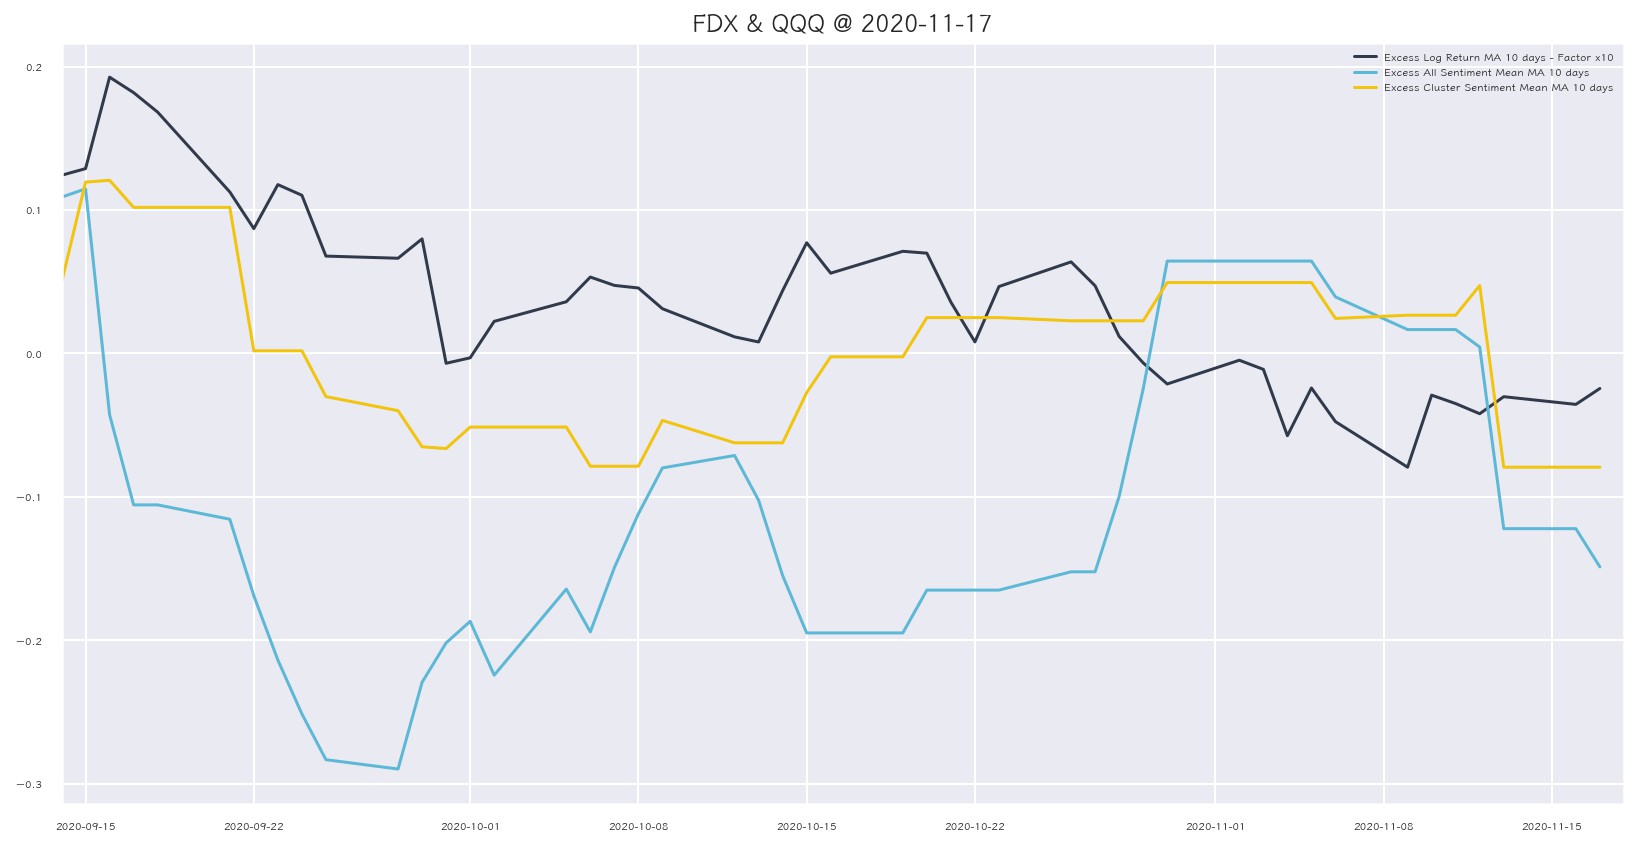 FDX & QQQ @ 2020-11-17
Excess Log Return MA 10 days - Factor x10
Excess All Sentiment Mean MA 10 days
Excess Cluster Sentiment Mean MA 10 days
0.2
0.1
0.0
−0.1
−0.2
−0.3
2020-09-15 2020-09-22 2020-10-01 2020-10-08 2020-10-15 2020-10-22 2020-11-01 2020-11-08 2020-11-15